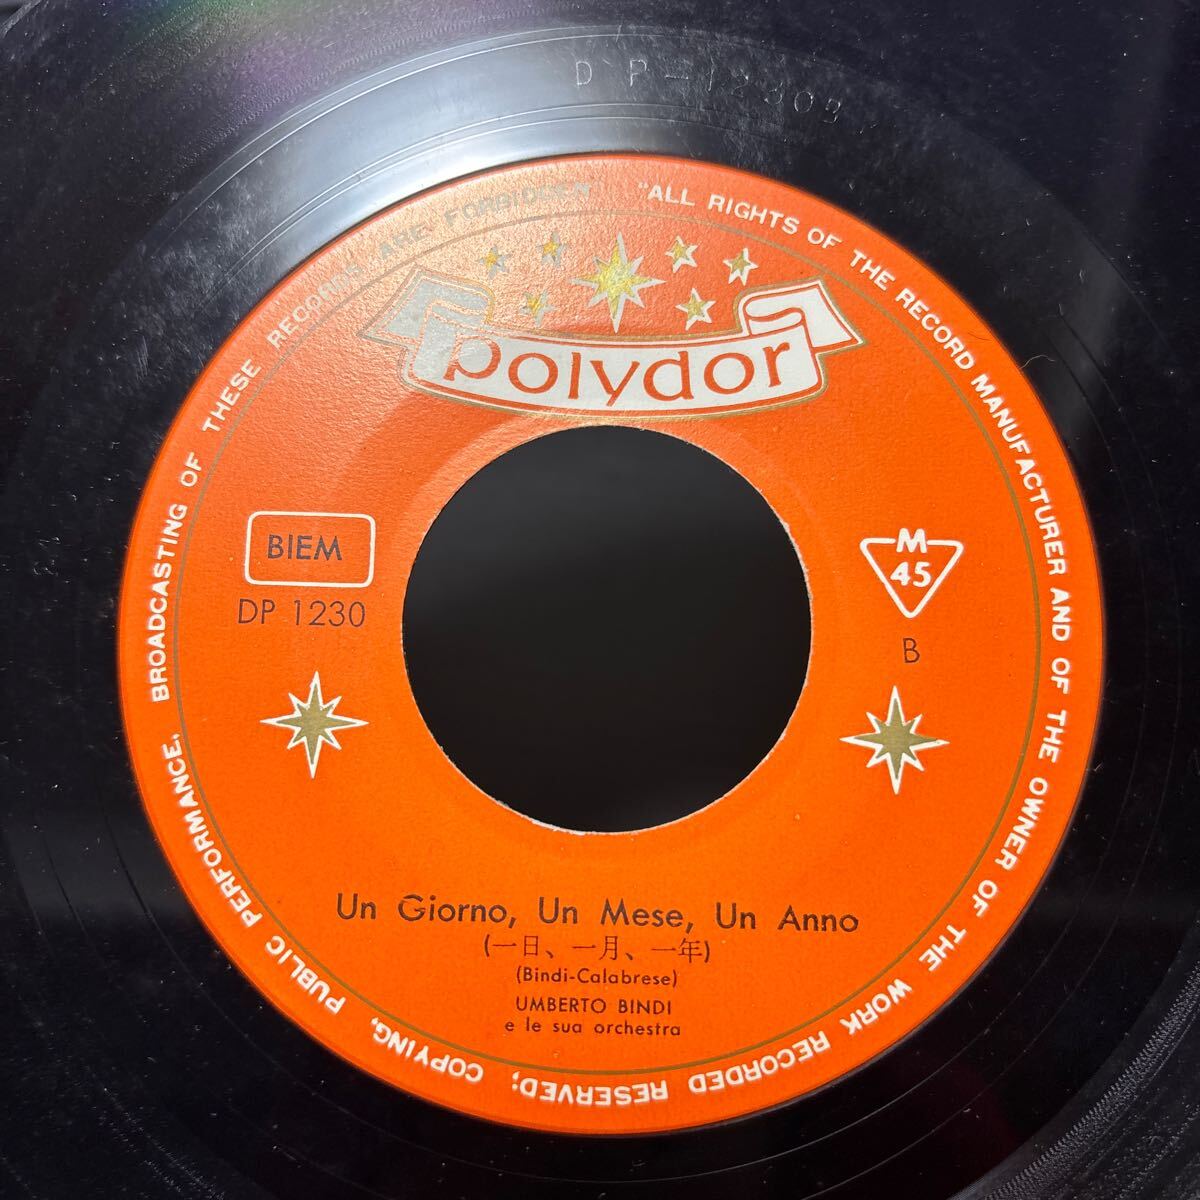 DP-1230
"ALL RIGHTS OF THE RECORD MANUFACTURER AND OF THE OWNER OF THE WORK RECORDED RESERVED; COPYING, PUBLIC PERFORMANCE, BROADCASTING OF THESE RECORDS ARE FORBIDDEN"
polydor
BIEM
DP 1230
M
45
B
Un Giorno, Un Mese, Un Anno
(一日、一月、一年)
(Bindi-Calabrese)
UMBERTO BINDI
e le sua orchestra